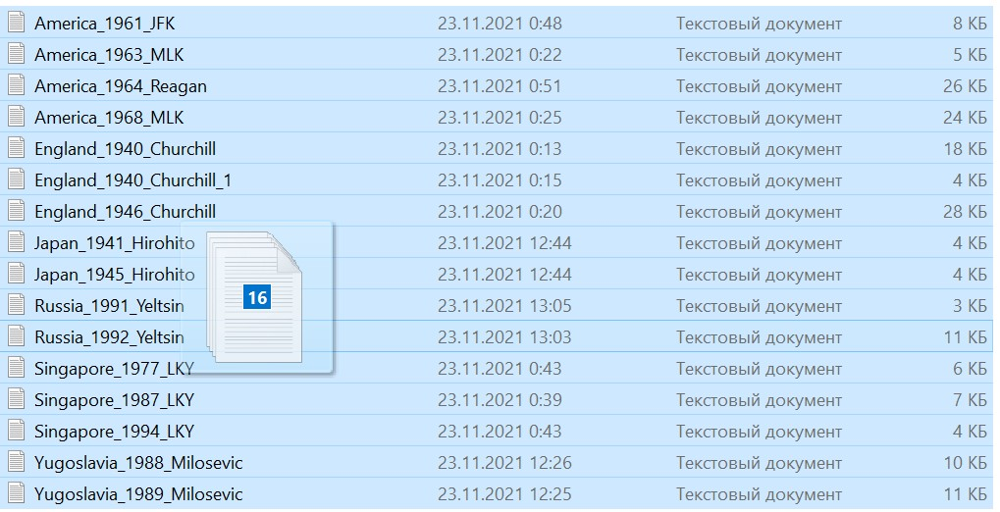 America_1961_JFK 23.11.2021 0:48 Текстовый документ 8 КБ
America_1963_MLK 23.11.2021 0:22 Текстовый документ 5 КБ
America_1964_Reagan 23.11.2021 0:51 Текстовый документ 26 КБ
America_1968_MLK 23.11.2021 0:25 Текстовый документ 24 КБ
England_1940_Churchill 23.11.2021 0:13 Текстовый документ 18 КБ
England_1940_Churchill_1 23.11.2021 0:15 Текстовый документ 4 КБ
England_1946_Churchill 23.11.2021 0:20 Текстовый документ 28 КБ
Japan_1941_Hirohito 23.11.2021 12:44 Текстовый документ 4 КБ
Japan_1945_Hirohito 23.11.2021 12:44 Текстовый документ 4 КБ
16
Russia_1991_Yeltsin 23.11.2021 13:05 Текстовый документ 3 КБ
Russia_1992_Yeltsin 23.11.2021 13:03 Текстовый документ 11 КБ
Singapore_1977_LKY 23.11.2021 0:43 Текстовый документ 6 КБ
Singapore_1987_LKY 23.11.2021 0:39 Текстовый документ 7 КБ
Singapore_1994_LKY 23.11.2021 0:43 Текстовый документ 4 КБ
Yugoslavia_1988_Milosevic 23.11.2021 12:26 Текстовый документ 10 КБ
Yugoslavia_1989_Milosevic 23.11.2021 12:25 Текстовый документ 11 КБ